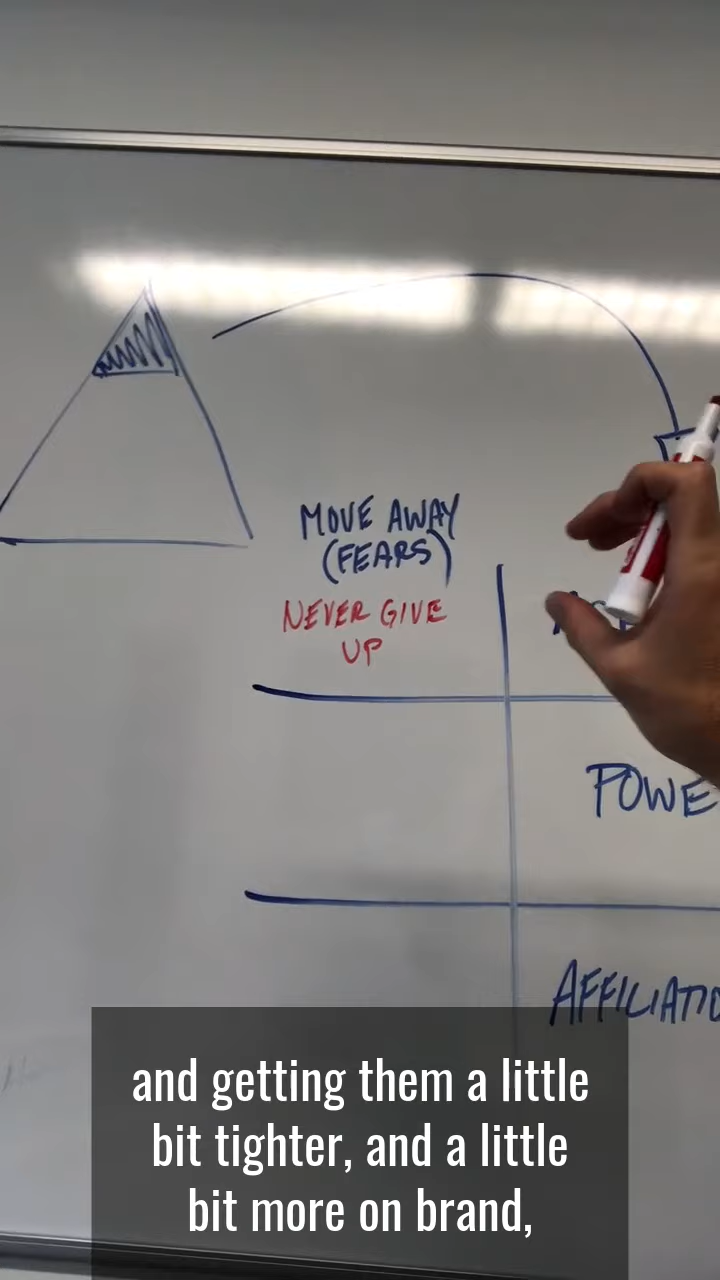 MOVE AWAY
(FEARS)
NEVER GIVE
UP
POWE
AFFILIATIO
and getting them a little
bit tighter, and a little
bit more on brand,